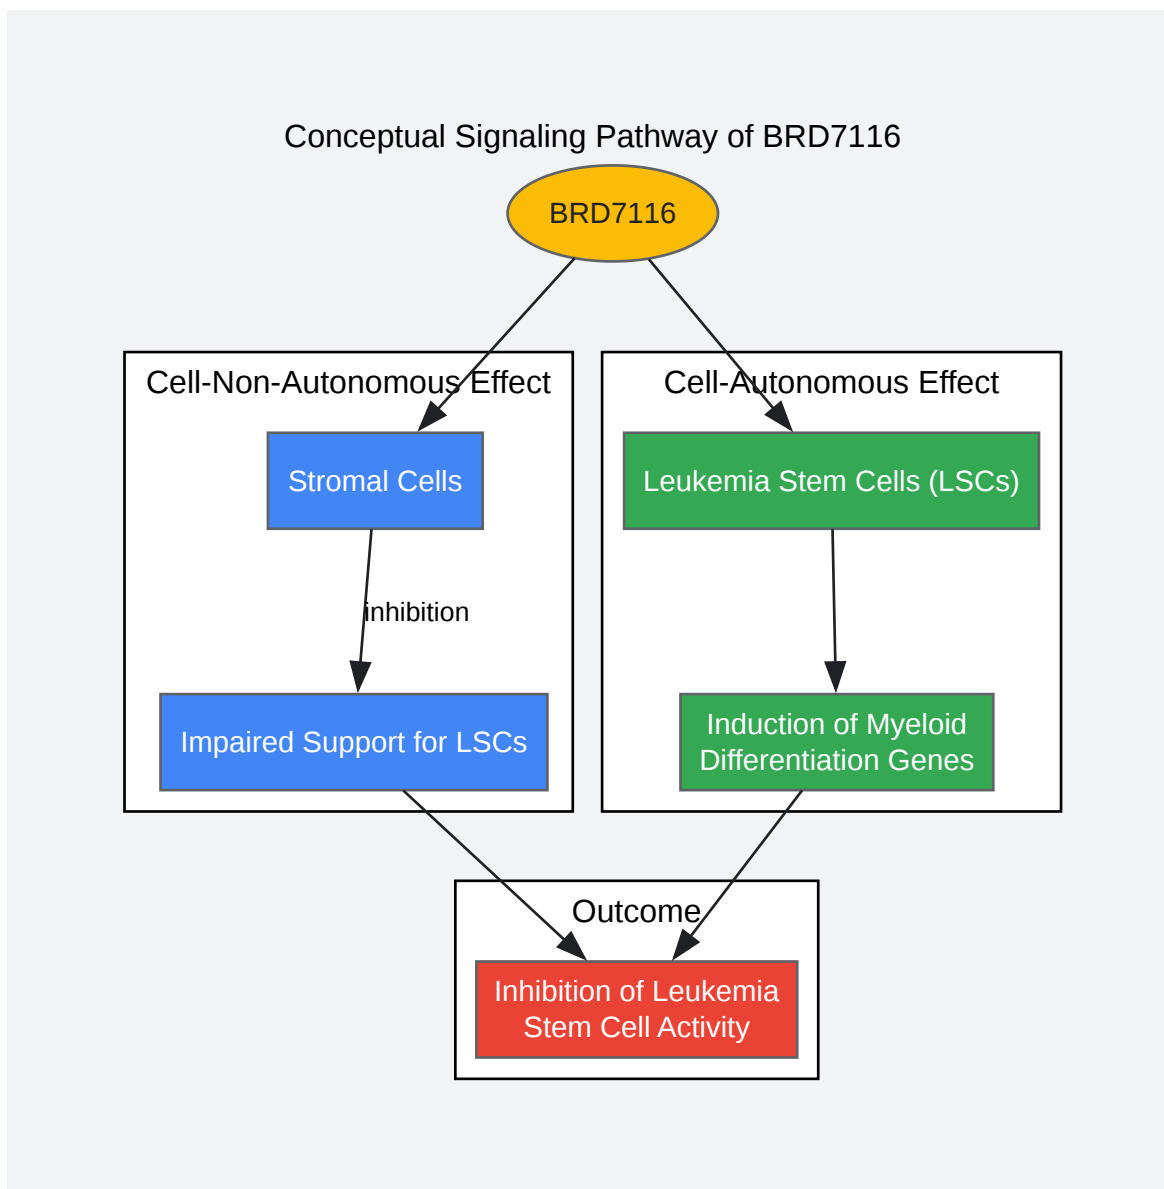 Conceptual Signaling Pathway of BRD7116
BRD7116
Cell-Non-Autonomous Effect
Stromal Cells
inhibition
Impaired Support for LSCs
Cell-Autonomous Effect
Leukemia Stem Cells (LSCs)
Induction of Myeloid
Differentiation Genes
Outcome
Inhibition of Leukemia
Stem Cell Activity